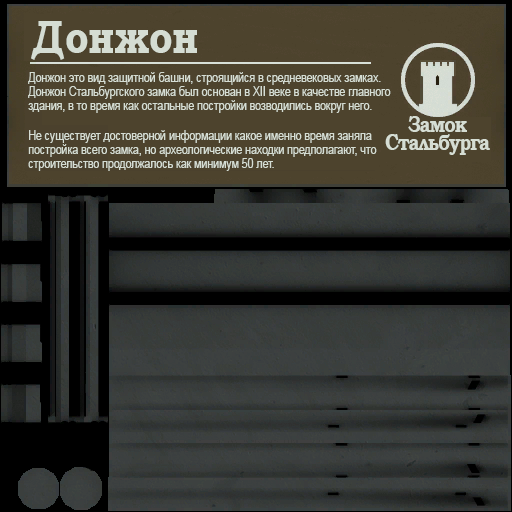 Донжон
Донжон это вид защитной башни, строящийся в средневековых замках.
Донжон Стальбургского замка был основан в XII веке в качестве главного
здания, в то время как остальные постройки возводились вокруг него.
Не существует достоверной информации какое именно время заняла
постройка всего замка, но археологические находки предполагают, что
строительство продолжалось как минимум 50 лет.
Замок
Стальбурга